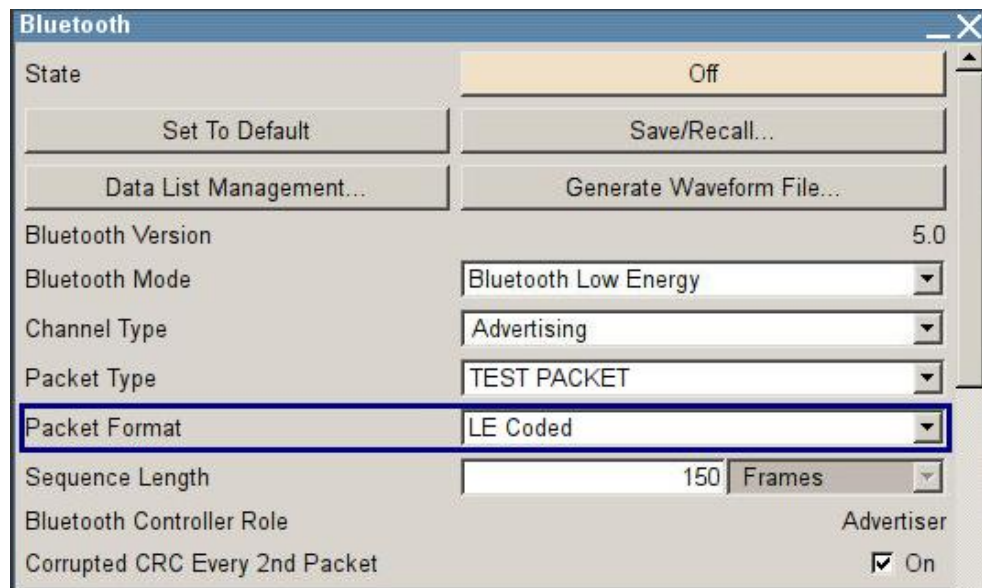 Bluetooth
State Off
Set To Default Save/Recall...
Data List Management... Generate Waveform File...
Bluetooth Version 5.0
Bluetooth Mode Bluetooth Low Energy
Channel Type Advertising
Packet Type TEST PACKET
Packet Format LE Coded
Sequence Length 150 Frames
Bluetooth Controller Role Advertiser
Corrupted CRC Every 2nd Packet On